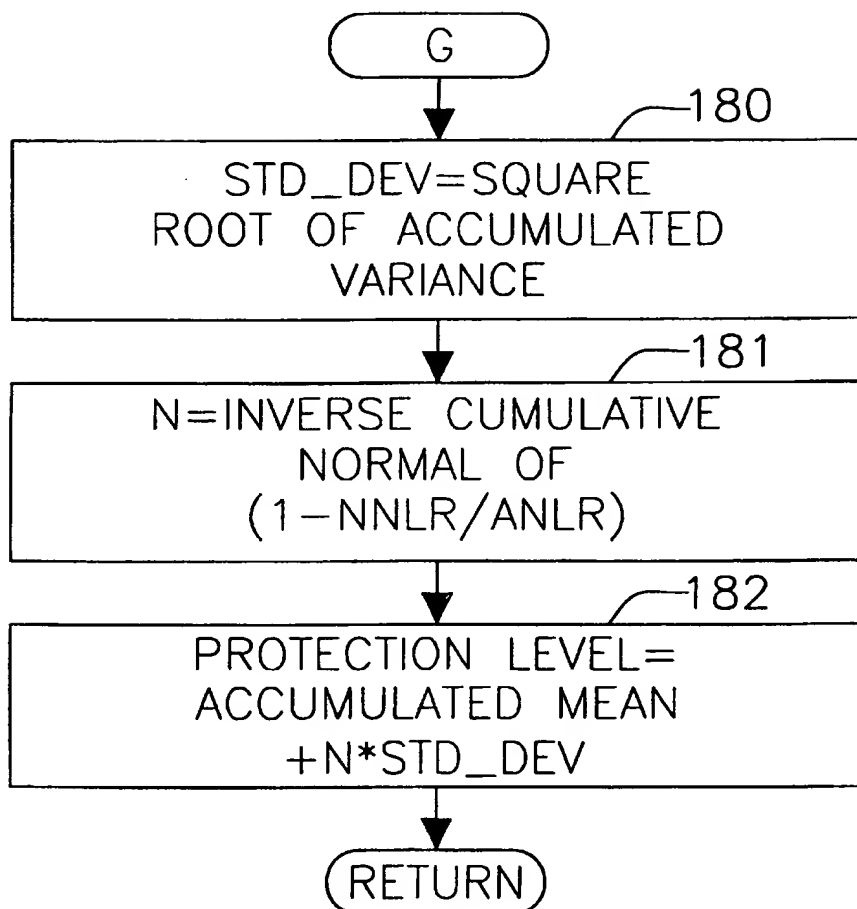 G
180
STD_DEV=SQUARE
ROOT OF ACCUMULATED
VARIANCE
181
N=INVERSE CUMULATIVE
NORMAL OF
(1-NNLR/ANLR)
182
PROTECTION LEVEL=
ACCUMULATED MEAN
+N*STD_DEV
RETURN